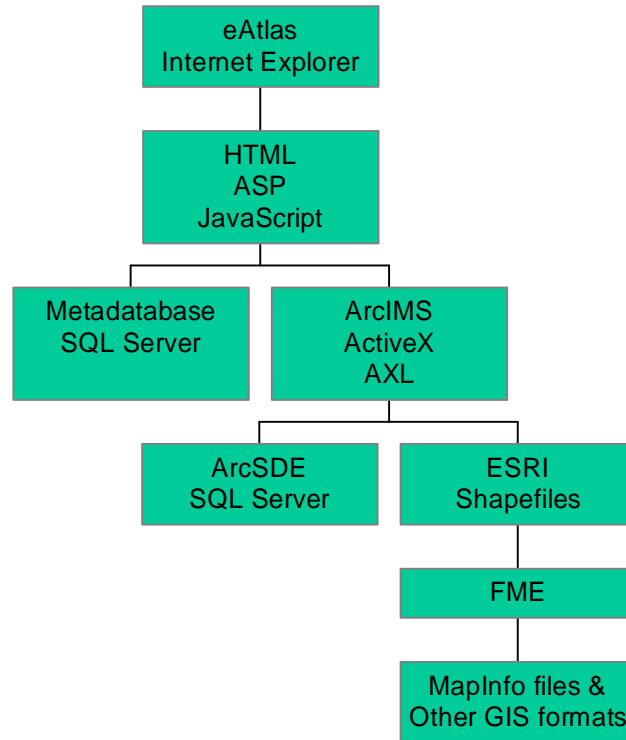 eAtlas
Internet Explorer
HTML
ASP
JavaScript
Metadatabase
SQL Server
ArcIMS
ActiveX
AXL
ArcSDE
SQL Server
ESRI
Shapefiles
FME
MapInfo files &
Other GIS formats